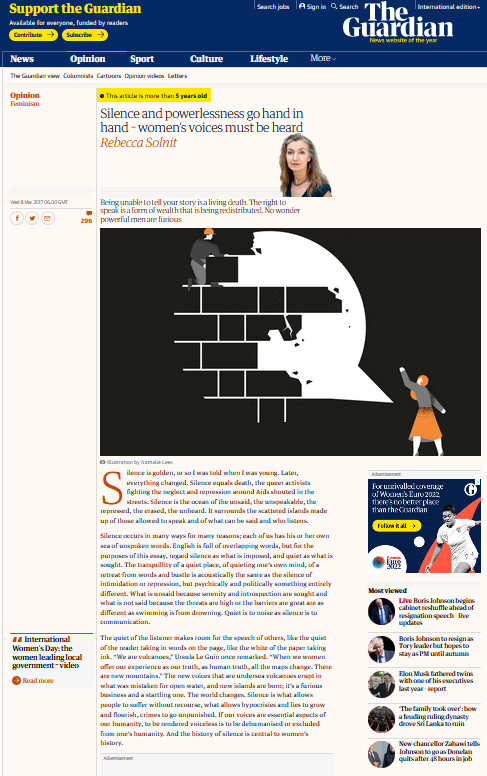 Support the Guardian
Available for everyone, funded by readers
Contribute →
Subscribe →
Search jobs
Sign in
Search
International edition
The Guardian
News website of the year
News
Opinion
Sport
Culture
Lifestyle
More
The Guardian view
Columnists
Cartoons
Opinion videos
Letters
Opinion
Feminism
This article is more than 5 years old
Silence and powerlessness go hand in
hand – women's voices must be heard
Rebecca Solnit
Wed 8 Mar 2017 06.00 GMT
296
Being unable to tell your story is a living death. The right to
speak is a form of wealth that is being redistributed. No wonder
powerful men are furious
Illustration by Nathalie Lees
Silence is golden, or so I was told when I was young. Later,
everything changed. Silence equals death, the queer activists
fighting the neglect and repression around Aids shouted in the
streets. Silence is the ocean of the unsaid, the unspeakable, the
repressed, the erased, the unheard. It surrounds the scattered islands made
up of those allowed to speak and of what can be said and who listens.
Silence occurs in many ways for many reasons; each of us has his or her own
sea of unspoken words. English is full of overlapping words, but for the
purposes of this essay, regard silence as what is imposed, and quiet as what is
sought. The tranquillity of a quiet place, of quieting one's own mind, of a
retreat from words and bustle is acoustically the same as the silence of
intimidation or repression, but psychically and politically something entirely
different. What is unsaid because serenity and introspection are sought and
what is not said because the threats are high or the barriers are great are as
different as swimming is from drowning. Quiet is to noise as silence is to
communication.
The quiet of the listener makes room for the speech of others, like the quiet
of the reader taking in words on the page, like the white of the paper taking
ink. "We are volcanoes," Ursula Le Guin once remarked. "When we women
offer our experience as our truth, as human truth, all the maps change. There
are new mountains." The new voices that are undersea volcanoes erupt in
what was mistaken for open water, and new islands are born; it's a furious
business and a startling one. The world changes. Silence is what allows
people to suffer without recourse, what allows hypocrisies and lies to grow
and flourish, crimes to go unpunished. If our voices are essential aspects of
our humanity, to be rendered voiceless is to be dehumanised or excluded
from one's humanity. And the history of silence is central to women's
history.
Advertisement
International
Women's Day: the
women leading local
government – video
Read more
Advertisement
For unrivalled coverage
of Women's Euro 2022,
there's no better place
than the Guardian
Follow it all →
Women's
Euro
2022
Most viewed
Live Boris Johnson begins
cabinet reshuffle ahead of
resignation speech – live
updates
Boris Johnson to resign as
Tory leader but hopes to
stay as PM until autumn
Elon Musk fathered twins
with one of his executives
last year - report
'The family took over': how
a feuding ruling dynasty
drove Sri Lanka to ruin
New chancellor Zahawi tells
Johnson to go as Donelan
quits after 48 hours in job